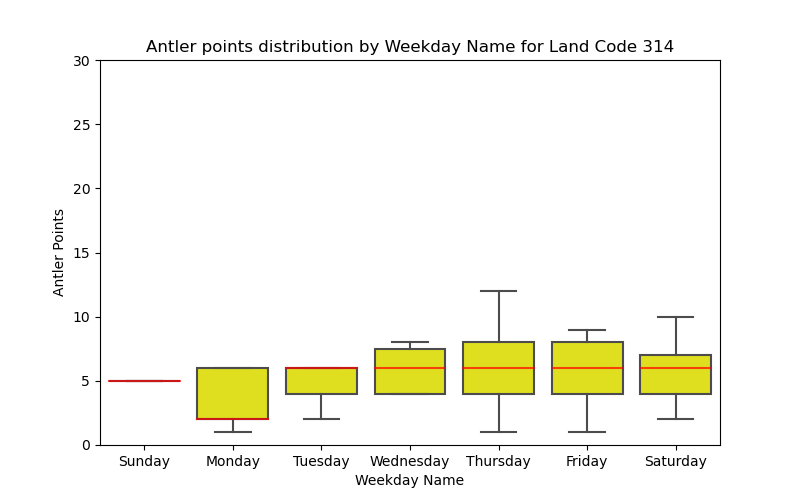 Antler points distribution by Weekday Name for Land Code 314
30
25
20
15
10
5
0
Antler Points
Sunday Monday Tuesday Wednesday Thursday Friday Saturday
Weekday Name